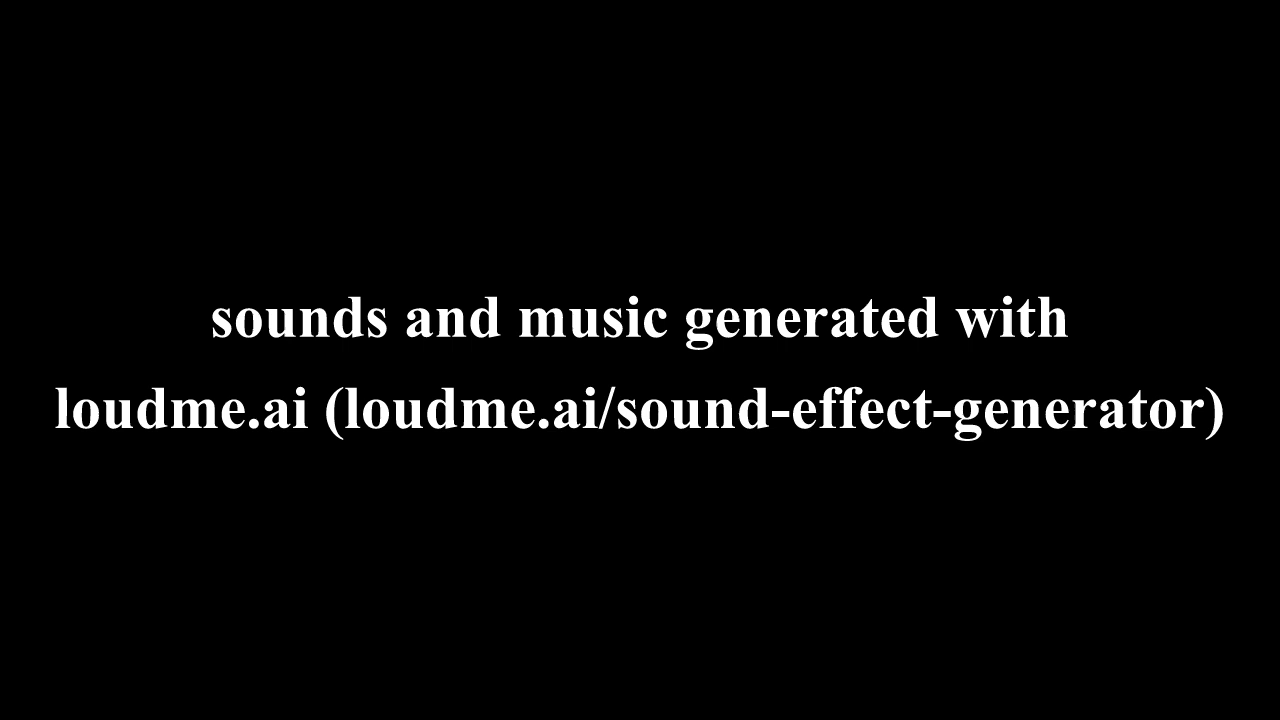 sounds and music generated with
loudme.ai (loudme.ai/sound-effect-generator)